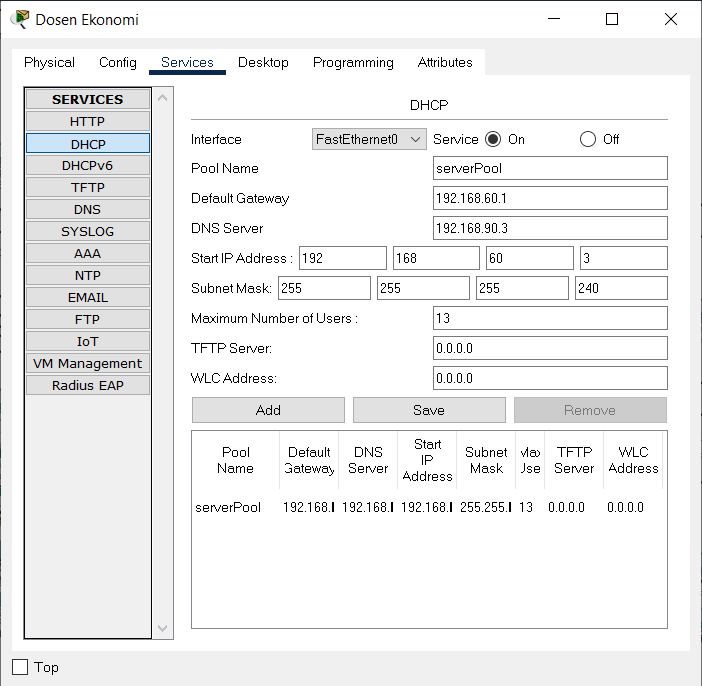 Dosen Ekonomi
Physical Config Services Desktop Programming Attributes
SERVICES
HTTP
DHCP
DHCPv6
TFTP
DNS
SYSLOG
AAA
NTP
EMAIL
FTP
IoT
VM Management
Radius EAP
DHCP
Interface FastEthernet0 Service On Off
Pool Name serverPool
Default Gateway 192.168.60.1
DNS Server 192.168.90.3
Start IP Address : 192 168 60 3
Subnet Mask: 255 255 255 240
Maximum Number of Users : 13
TFTP Server: 0.0.0.0
WLC Address: 0.0.0.0
Add Save Remove
Pool Name
Default Gateway
DNS Server
Start IP Address
Subnet Mask
TFTP Server
WLC Address
serverPool 192.168. 192.168. 192.168. 255.255. 13 0.0.0.0 0.0.0.0
Top